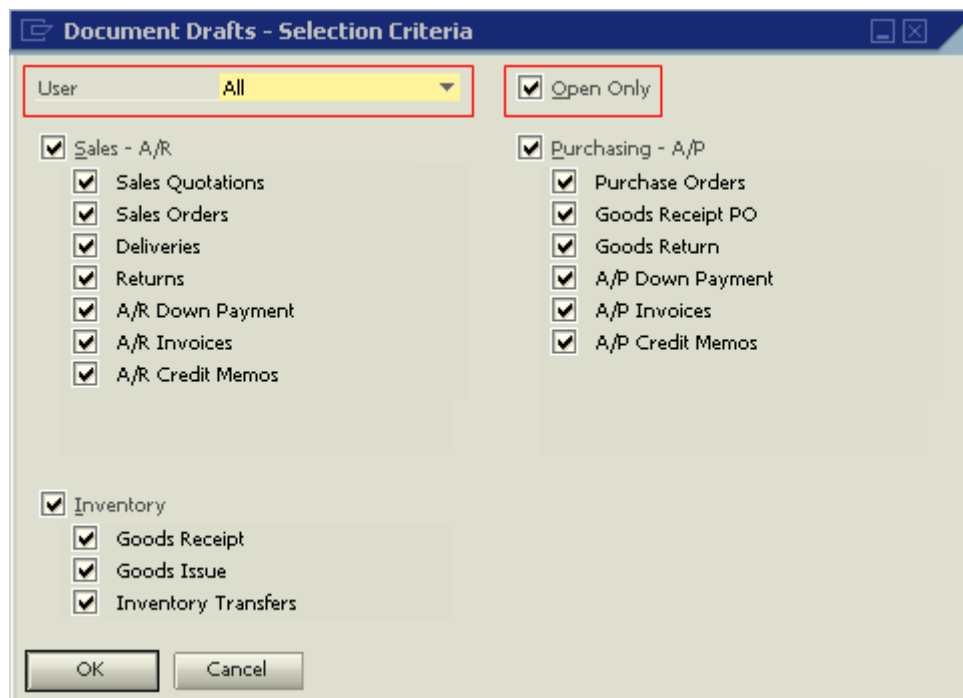 Document Drafts - Selection Criteria
User All
Open Only
Sales - A/R
Sales Quotations
Sales Orders
Deliveries
Returns
A/R Down Payment
A/R Invoices
A/R Credit Memos
Purchasing - A/P
Purchase Orders
Goods Receipt PO
Goods Return
A/P Down Payment
A/P Invoices
A/P Credit Memos
Inventory
Goods Receipt
Goods Issue
Inventory Transfers
OK Cancel